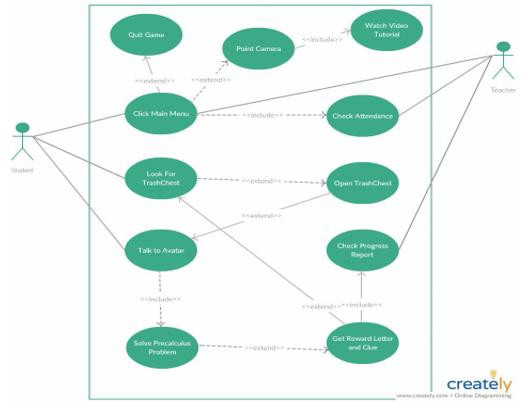 Quit Game
Point Camera
<<include>>
Watch Video
Tutorial
<<extend>>
<<extend>>
Teacher
Click Main Menu
<<include>>
Check Attendance
Student
Look For
TrashChest
<<extend>>
Open TrashChest
<<extend>>
Talk to Avatar
Check Progress
Report
<<include>>
<<extend>>
<<include>>
Solve Precalculus
Problem
<<extend>>
Get Reward Letter
and Clue
creately
www.creately.com • Online Diagramming